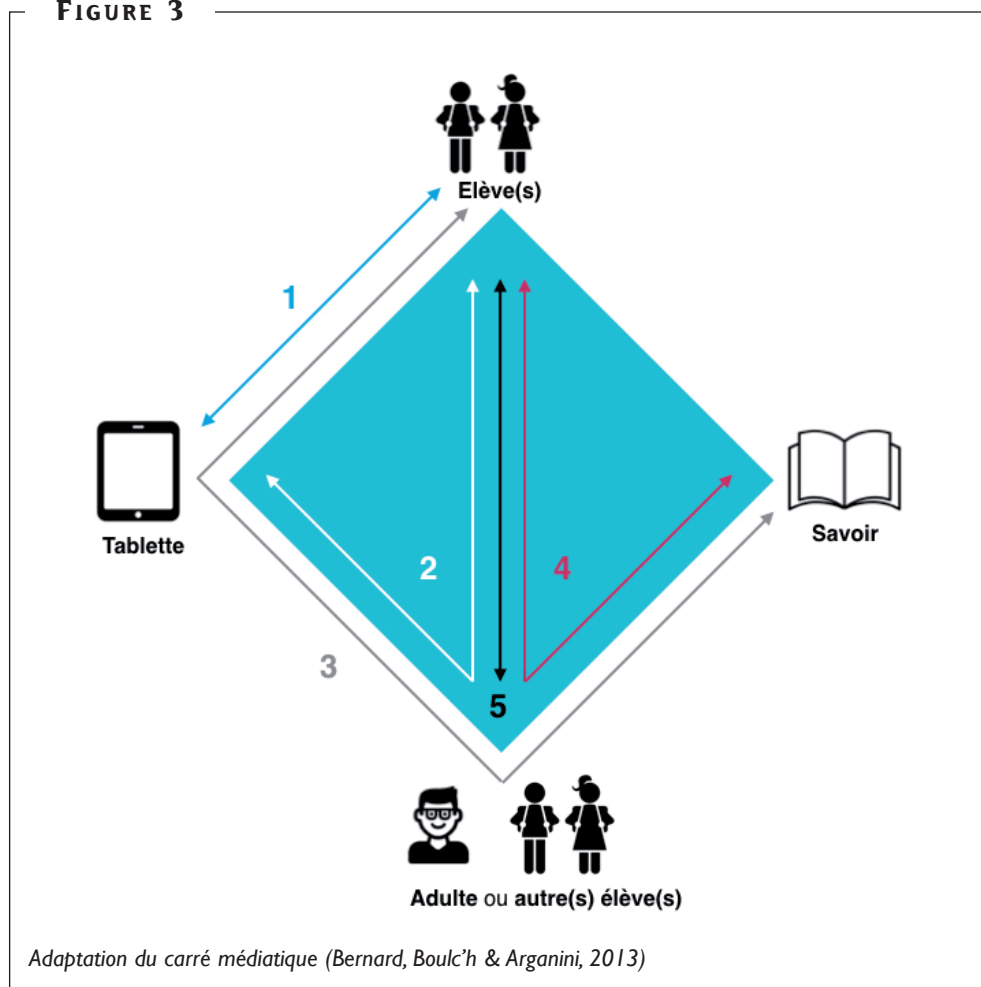 FIGURE 3
Elève(s)
1
Tablette
Savoir
2
4
3
5
Adulte ou autre(s) élève(s)
Adaptation du carré médiatique (Bernard, Boulc'h & Arganini, 2013)